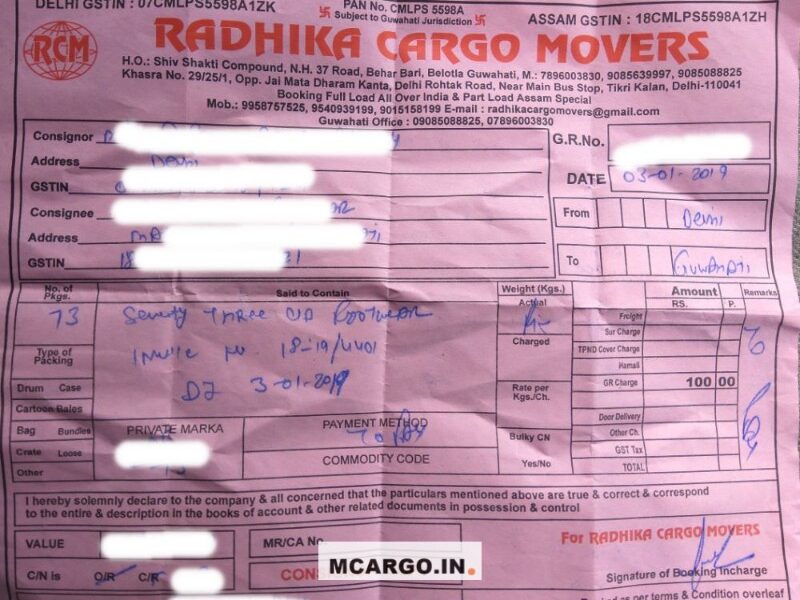 DELHI GSTIN : 07CMLPS5598A1ZK
PAN No. CMLPS 5598A
Subject to Guwahati Jurisdiction
ASSAM GSTIN : 18CMLPS5598A1ZH
RCM
RADHIKA CARGO MOVERS
H.O.: Shiv Shakti Compound, N.H. 37 Road, Behar Bari, Belotla Guwahati, M.: 7896003830, 9085639997, 9085088825
Khasra No. 29/25/1, Opp. Jai Mata Dharam Kanta, Delhi Rohtak Road, Near Main Bus Stop, Tikri Kalan, Delhi-110041
Booking Full Load All Over India & Part Load Assam Special
Mob.: 9958757525, 9540939199, 9015158199 E-mail : radhikacargomovers@gmail.com
Guwahati Office : 09085088825, 07896003830
Consignor
Address Delhi
GSTIN
Consignee
Address
GSTIN
G.R.No.
DATE 03-01-2019
From Delhi
To Guwahati
No. of Pkgs.
Said to Contain
Weight (Kgs.)
Amount
Remarks
Actual
RS. P.
73 Seventy Three Footwear
Freight
Sur Charge
Charged
TPND Cover Charge
Type of Packing
Invoice No 18-19/4401
Hamali
Drum Case
3-01-2019
Rate per Kgs./Ch.
GR Charge 100 00
Cartoon Bales
Door Delivery
Bag Bundles
PRIVATE MARKA
PAYMENT METHOD
To Pay
Bulky CN
Other Ch.
Crate Loose
COMMODITY CODE
GST Tax
Other
Yes/No
TOTAL
I hereby solemnly declare to the company & all concerned that the particulars mentioned above are true & correct & correspond
to the entire & description in the books of account & other related documents in possession & control
VALUE
MR/CA No.
For RADHIKA CARGO MOVERS
MCARGO.IN.
C/N is O/R C/R
CONS
Signature of Booking Incharge
as per terms & Condition overleaf